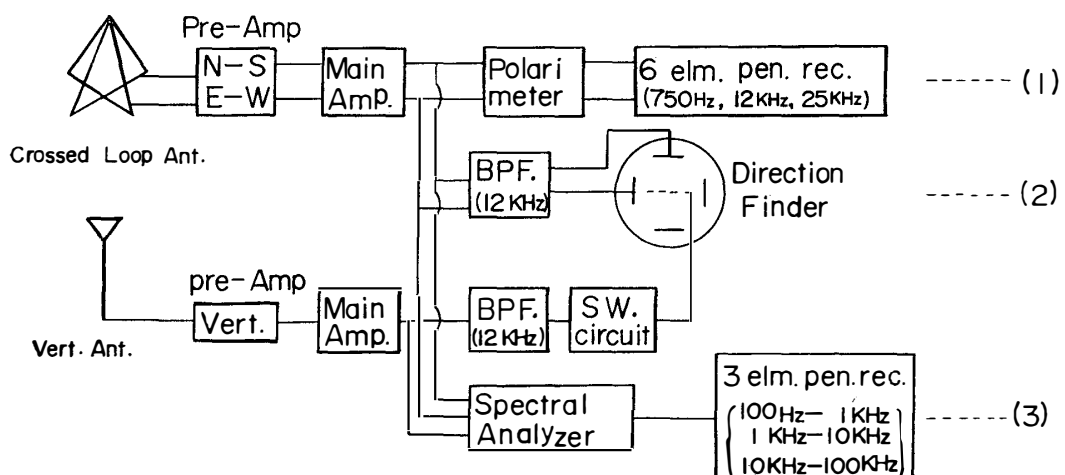 Pre-Amp
N-S
E-W
Main
Amp.
Polari
meter
6 elm. pen. rec.
(750Hz, 12KHz, 25KHz)
(1)
Crossed Loop Ant.
BPF.
(12KHz)
Direction
Finder
(2)
pre-Amp
Vert.
Main
Amp.
BPF.
(12KHz)
SW.
circuit
Vert. Ant.
Spectral
Analyzer
3 elm. pen. rec.
100Hz- 1KHz
1KHz-10KHz
10KHz-100KHz
(3)